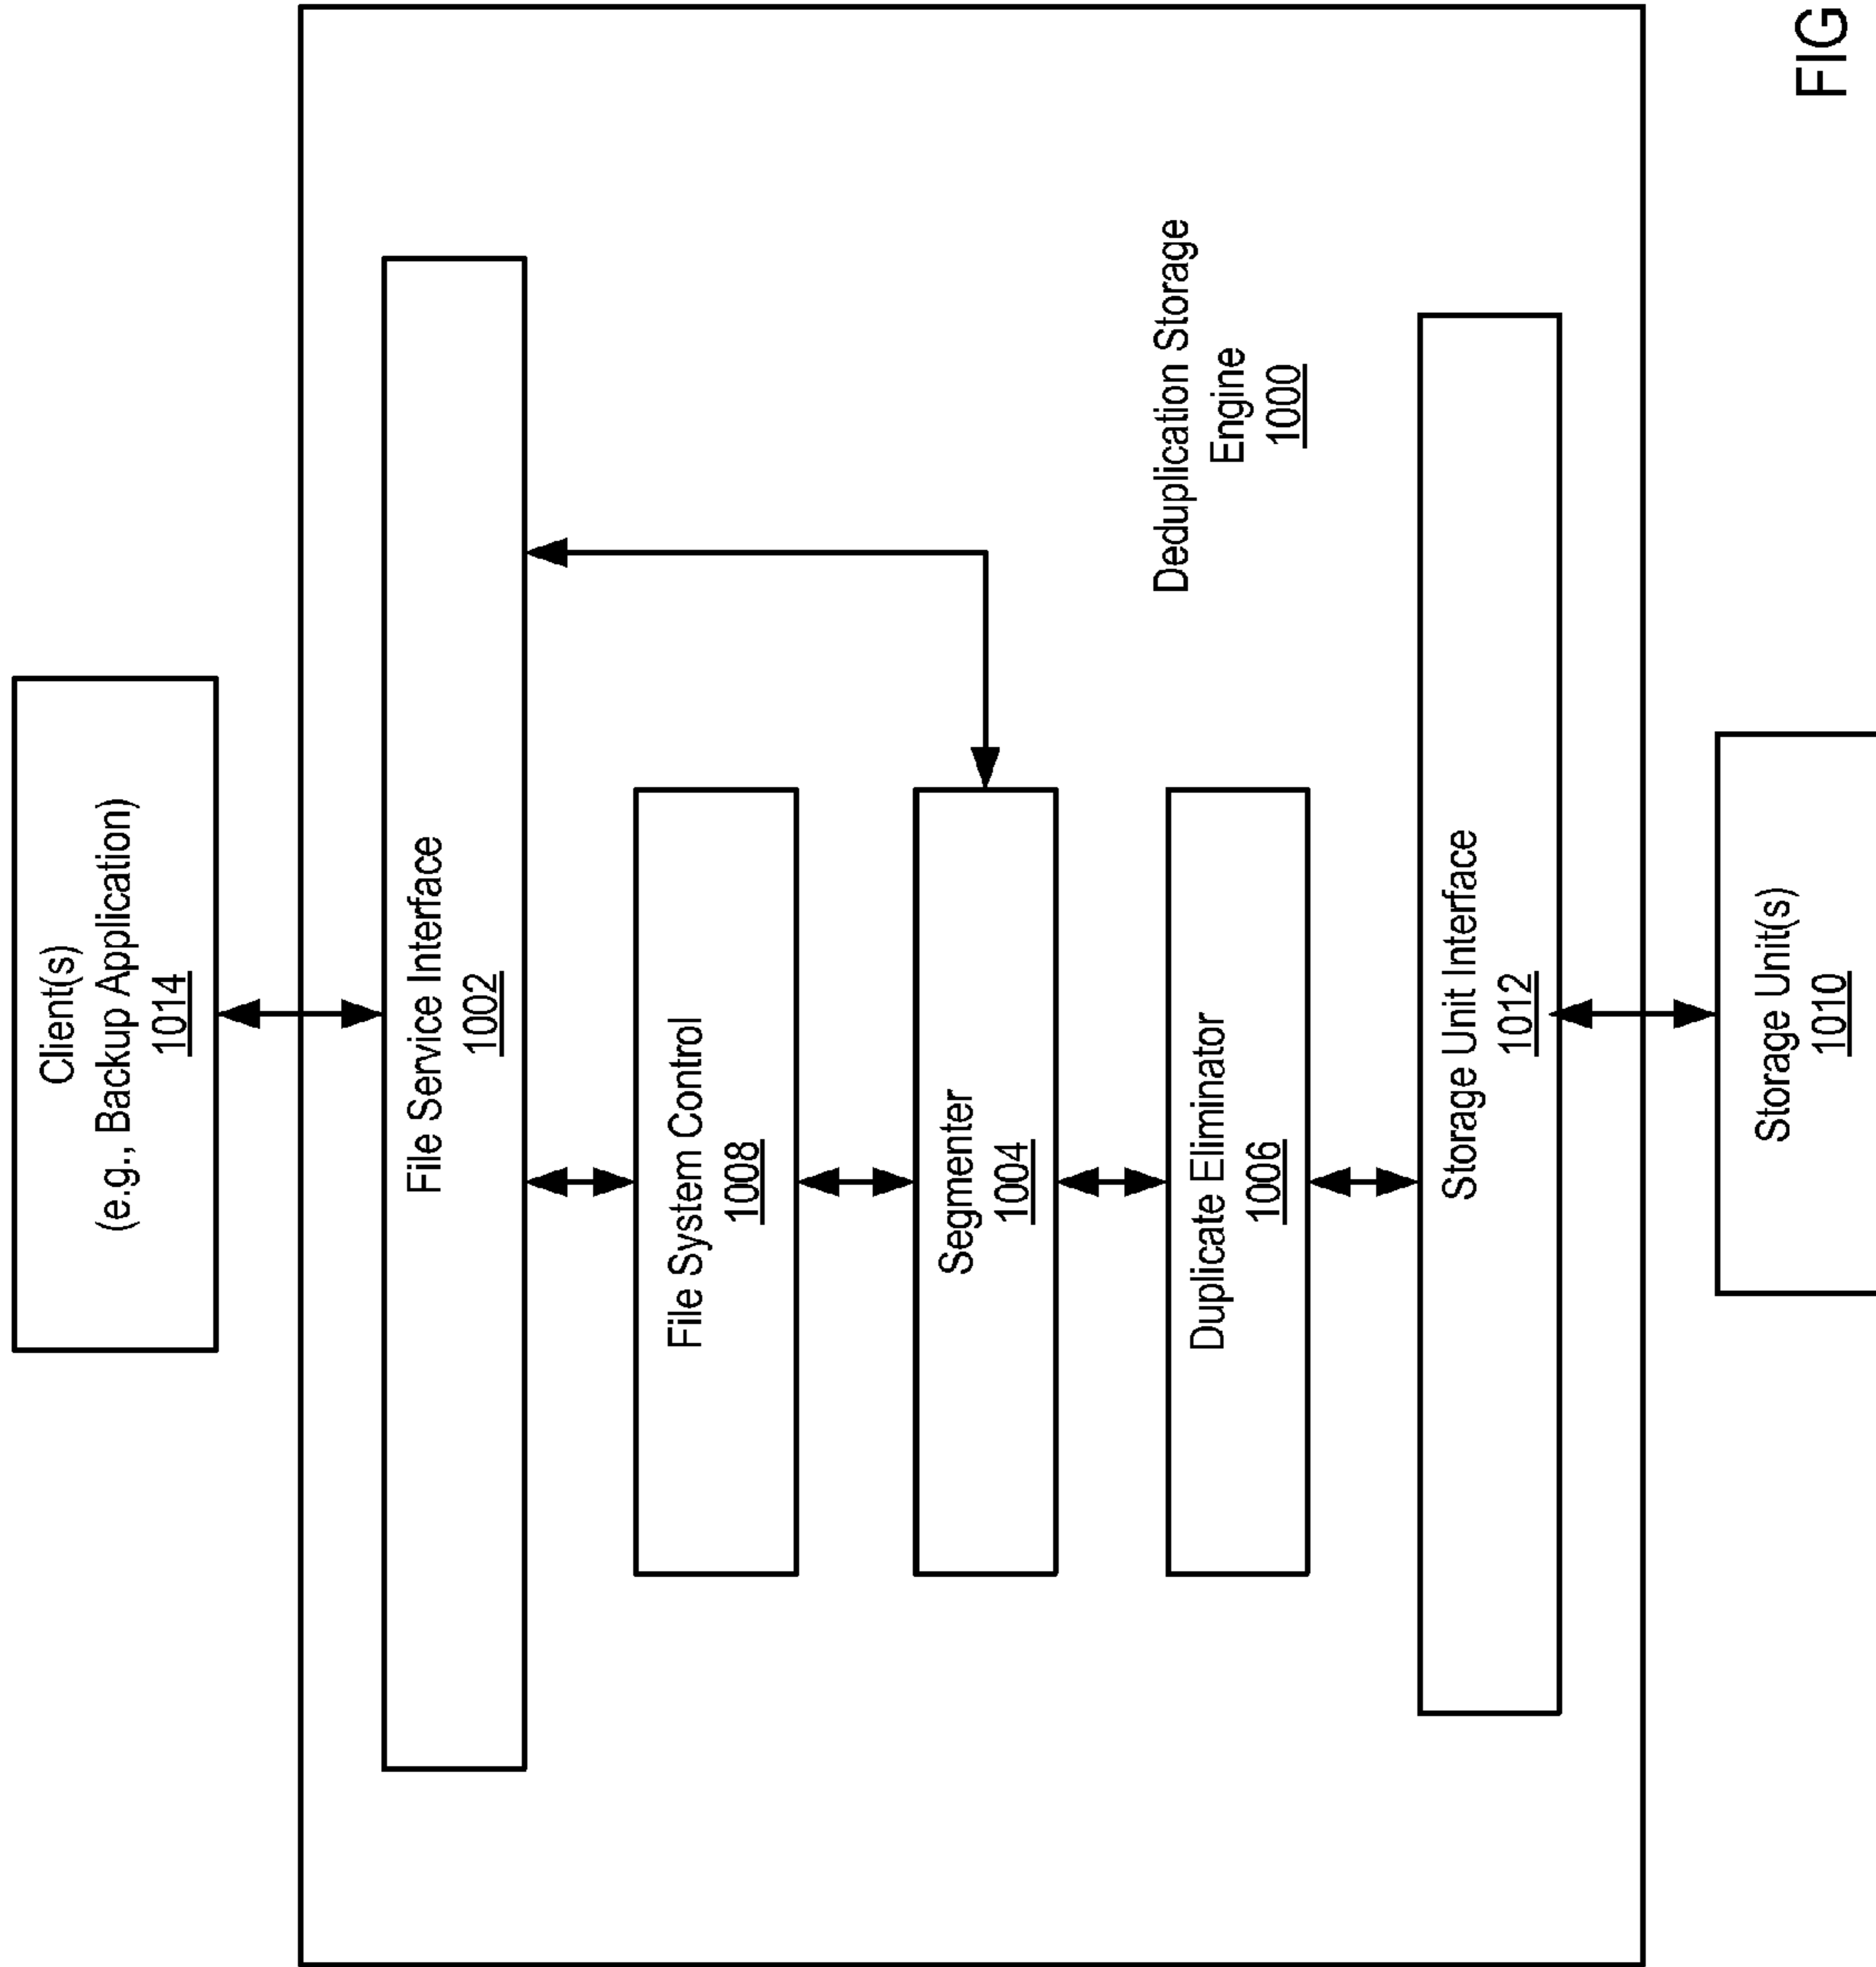 Client(s)
(e.g., Backup Application)
1014
File Service Interface
1002
File System Control
1008
Segmenter
1004
Duplicate Eliminator
1006
Deduplication Storage
Engine
1000
Storage Unit Interface
1012
Storage Unit(s)
1010
FIG